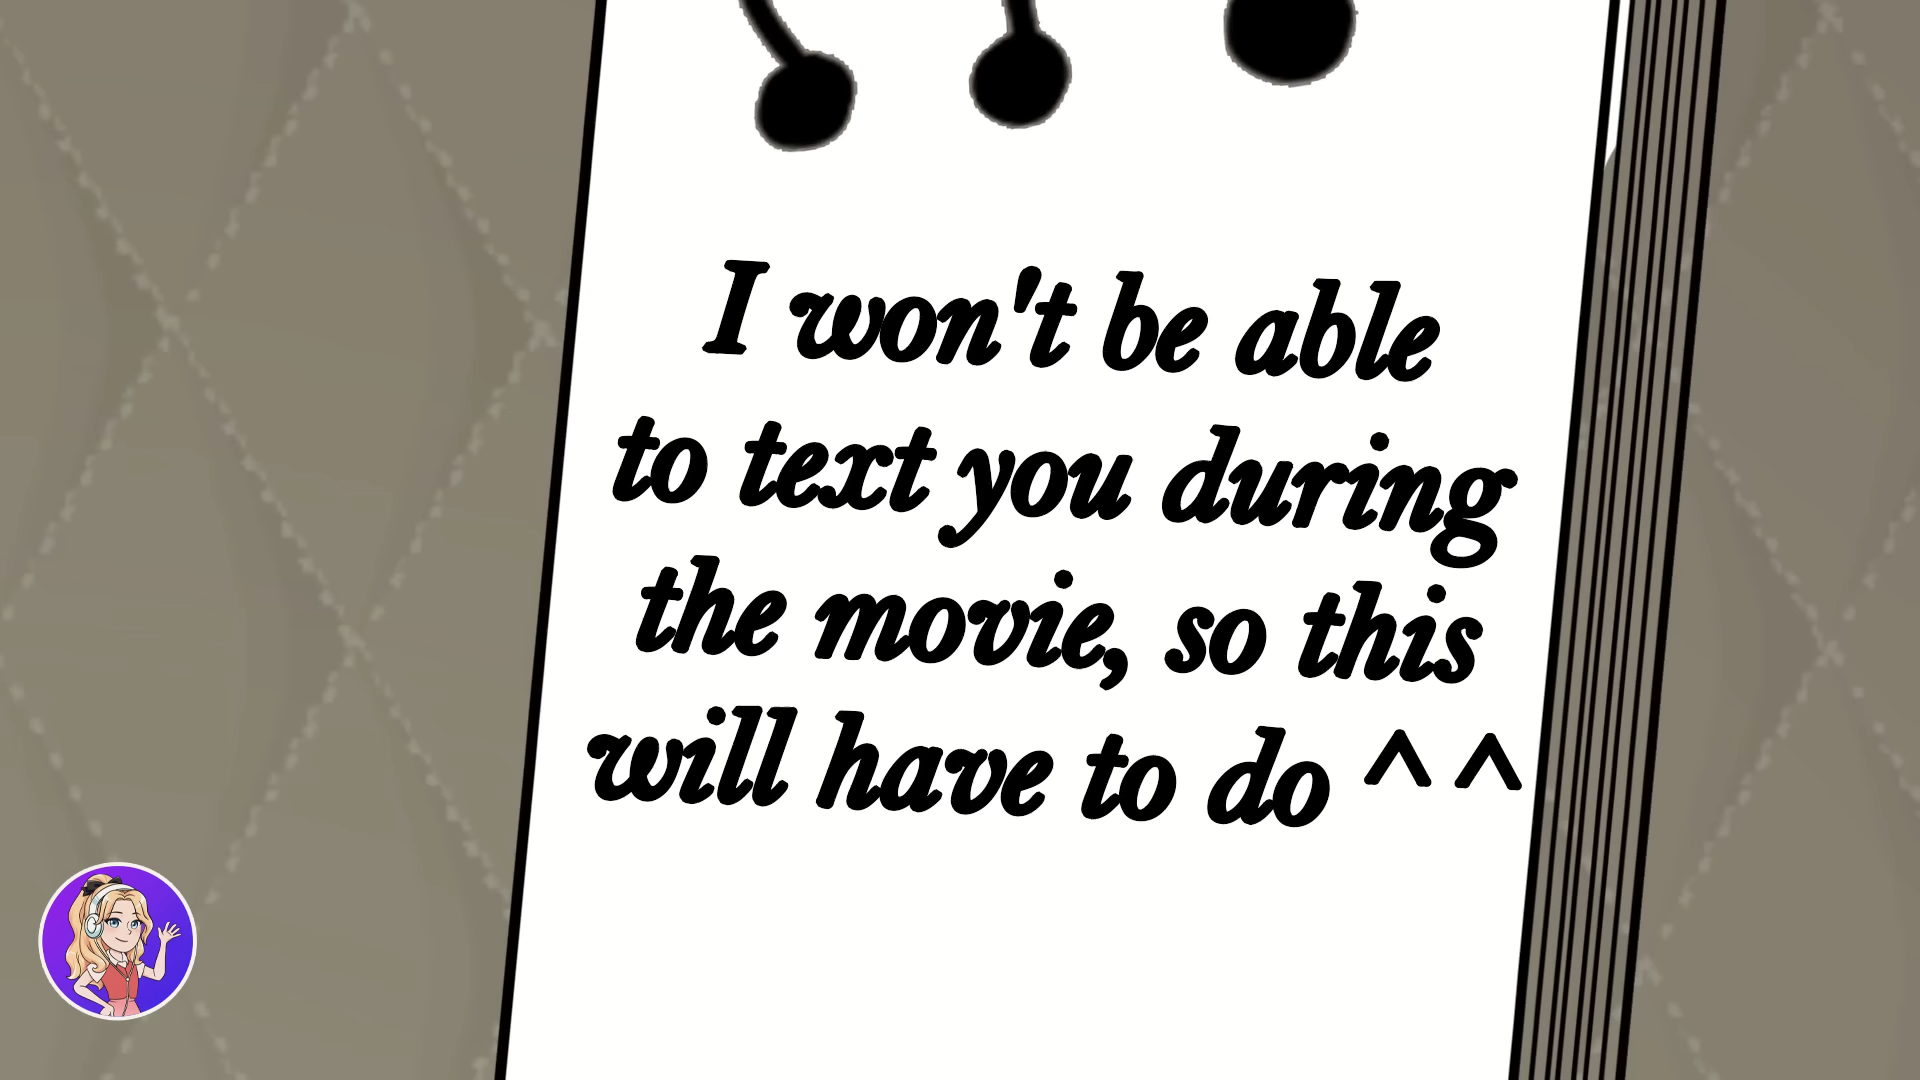 I won't be able
to text you during
the movie, so this
will have to do ^^